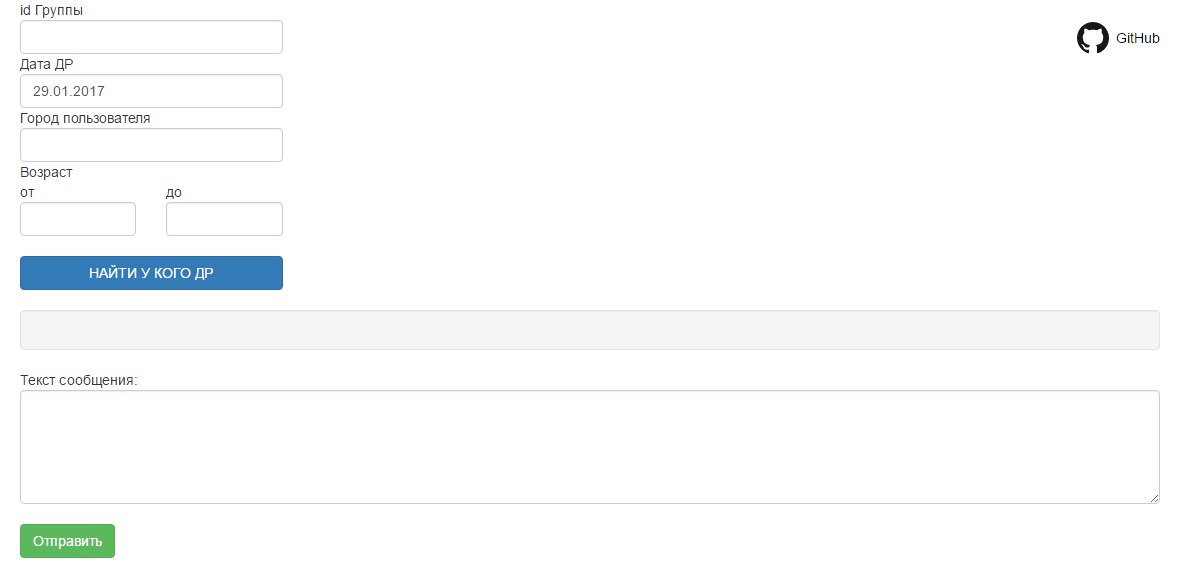 id Группы
GitHub
Дата ДР
29.01.2017
Город пользователя
Возраст
от до
НАЙТИ У КОГО ДР
Текст сообщения:
Отправить